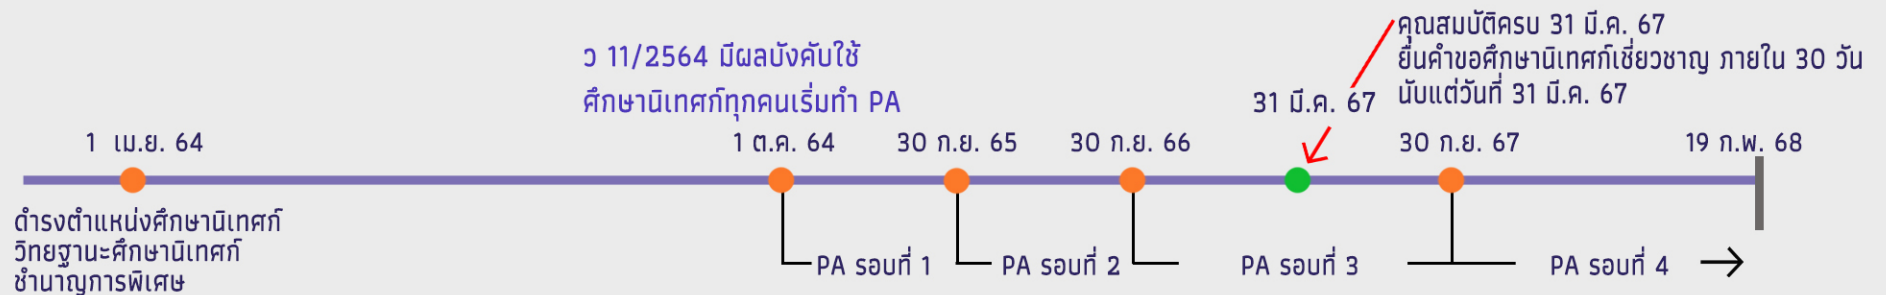 คุณสมบัติครบ 31 มี.ค. 67
ยื่นคำขอศึกษานิเทศก์เชี่ยวชาญ ภายใน 30 วัน
นับแต่วันที่ 31 มี.ค. 67
ว 11/2564 มีผลบังคับใช้
ศึกษานิเทศก์ทุกคนเริ่มทำ PA
31 มี.ค. 67
1 เม.ย. 64
1 ต.ค. 64
30 ก.ย. 65
30 ก.ย. 66
30 ก.ย. 67
19 ก.พ. 68
ดำรงตำแหน่งศึกษานิเทศก์
วิทยฐานะศึกษานิเทศก์
ชำนาญการพิเศษ
PA รอบที่ 1
PA รอบที่ 2
PA รอบที่ 3
PA รอบที่ 4